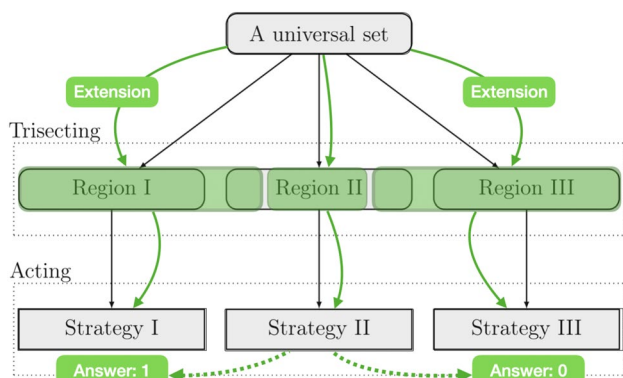 A universal set
Extension
Extension
Trisecting
Region I
Region II
Region III
Acting
Strategy I
Strategy II
Strategy III
Answer: 1
Answer: 0